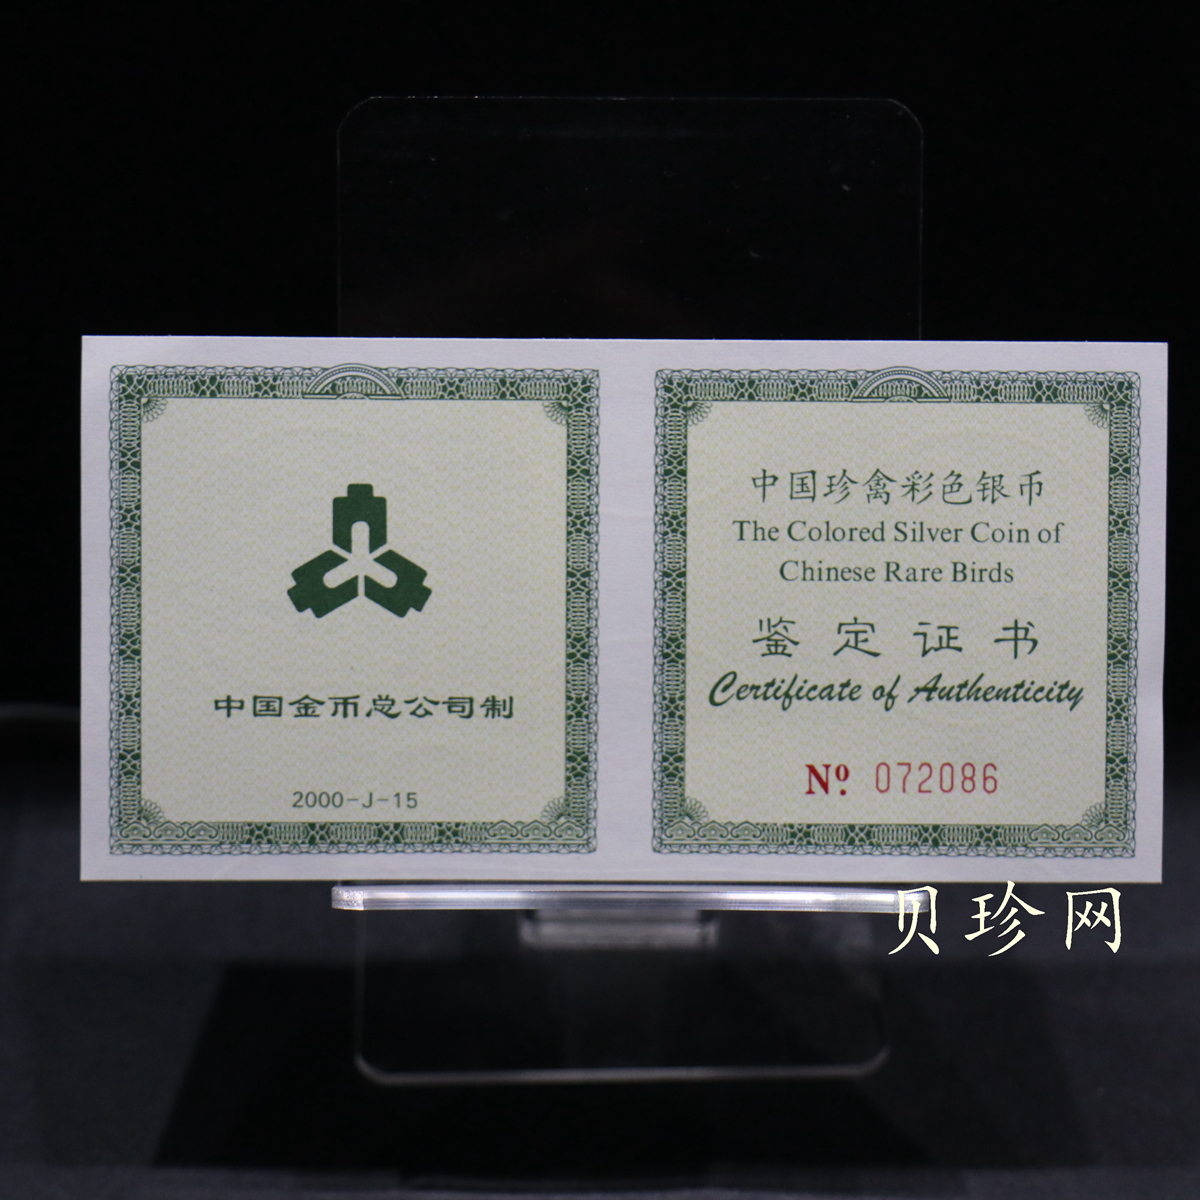 中国金币总公司制
2000-J-15
中国珍禽彩色银币
The Colored Silver Coin of
Chinese Rare Birds
鉴定证书
Certificate of Authenticity
Nº. 072086
贝珍网